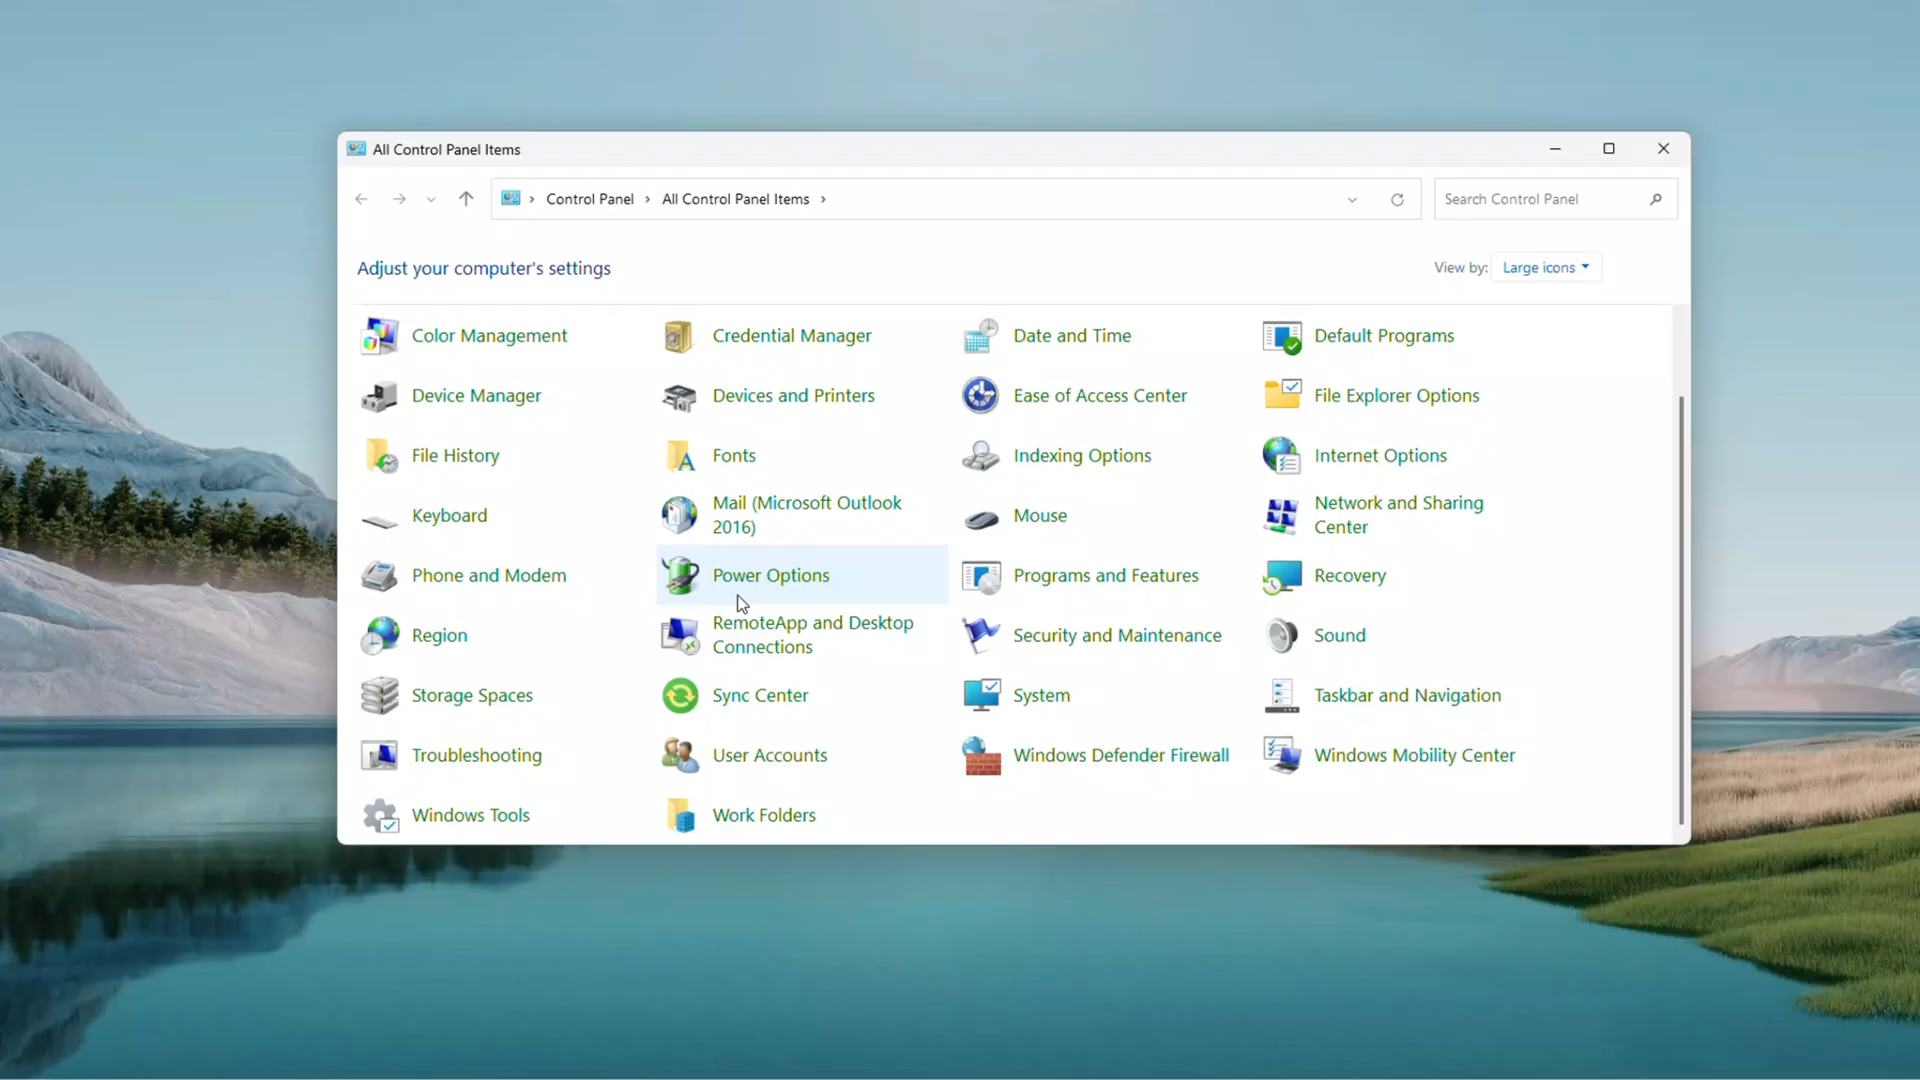 All Control Panel Items
Control Panel All Control Panel Items
Search Control Panel
Adjust your computer's settings
View by: Large icons
Color Management
Credential Manager
Date and Time
Default Programs
Device Manager
Devices and Printers
Ease of Access Center
File Explorer Options
File History
Fonts
Indexing Options
Internet Options
Keyboard
Mail (Microsoft Outlook
2016)
Mouse
Network and Sharing
Center
Phone and Modem
Power Options
Programs and Features
Recovery
Region
RemoteApp and Desktop
Connections
Security and Maintenance
Sound
Storage Spaces
Sync Center
System
Taskbar and Navigation
Troubleshooting
User Accounts
Windows Defender Firewall
Windows Mobility Center
Windows Tools
Work Folders